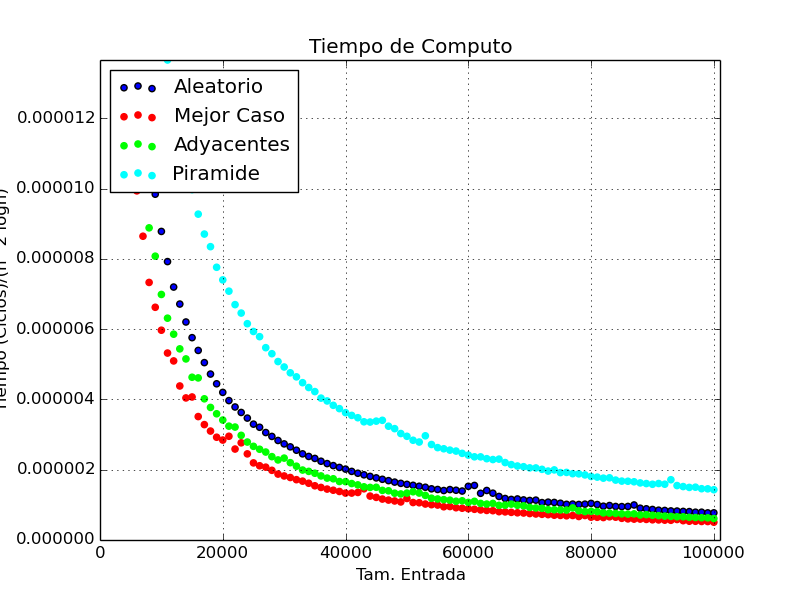 Tiempo de Computo
Aleatorio
Mejor Caso
Adyacentes
Piramide
0.000012
0.000010
0.000008
0.000006
0.000004
0.000002
0.000000
0
20000
40000
60000
80000
100000
Tam. Entrada